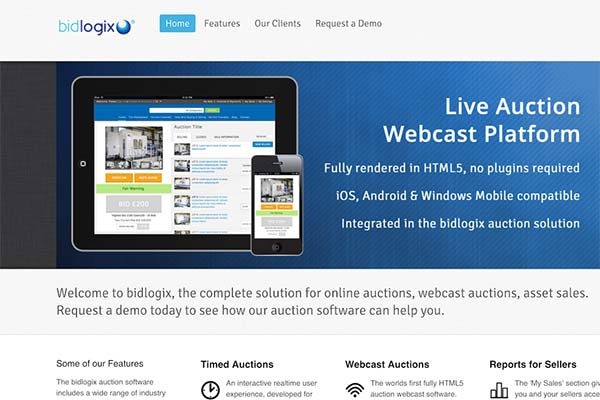 bidlogix
Home Features Our Clients Request a Demo
Live Auction
Webcast Platform
Fully rendered in HTML5, no plugins required
iOS, Android & Windows Mobile compatible
Integrated in the bidlogix auction solution
Auction Title
Fair Warning
BID £200
Welcome to bidlogix, the complete solution for online auctions, webcast auctions, asset sales.
Request a demo today to see how our auction software can help you.
Some of our Features
The bidlogix auction software
includes a wide range of industry
Timed Auctions
An interactive realtime user
experience, developed for
Webcast Auctions
The worlds first fully HTML5
auction webcast software.
Reports for Sellers
The 'My Sales' section giv
you and your sellers acce